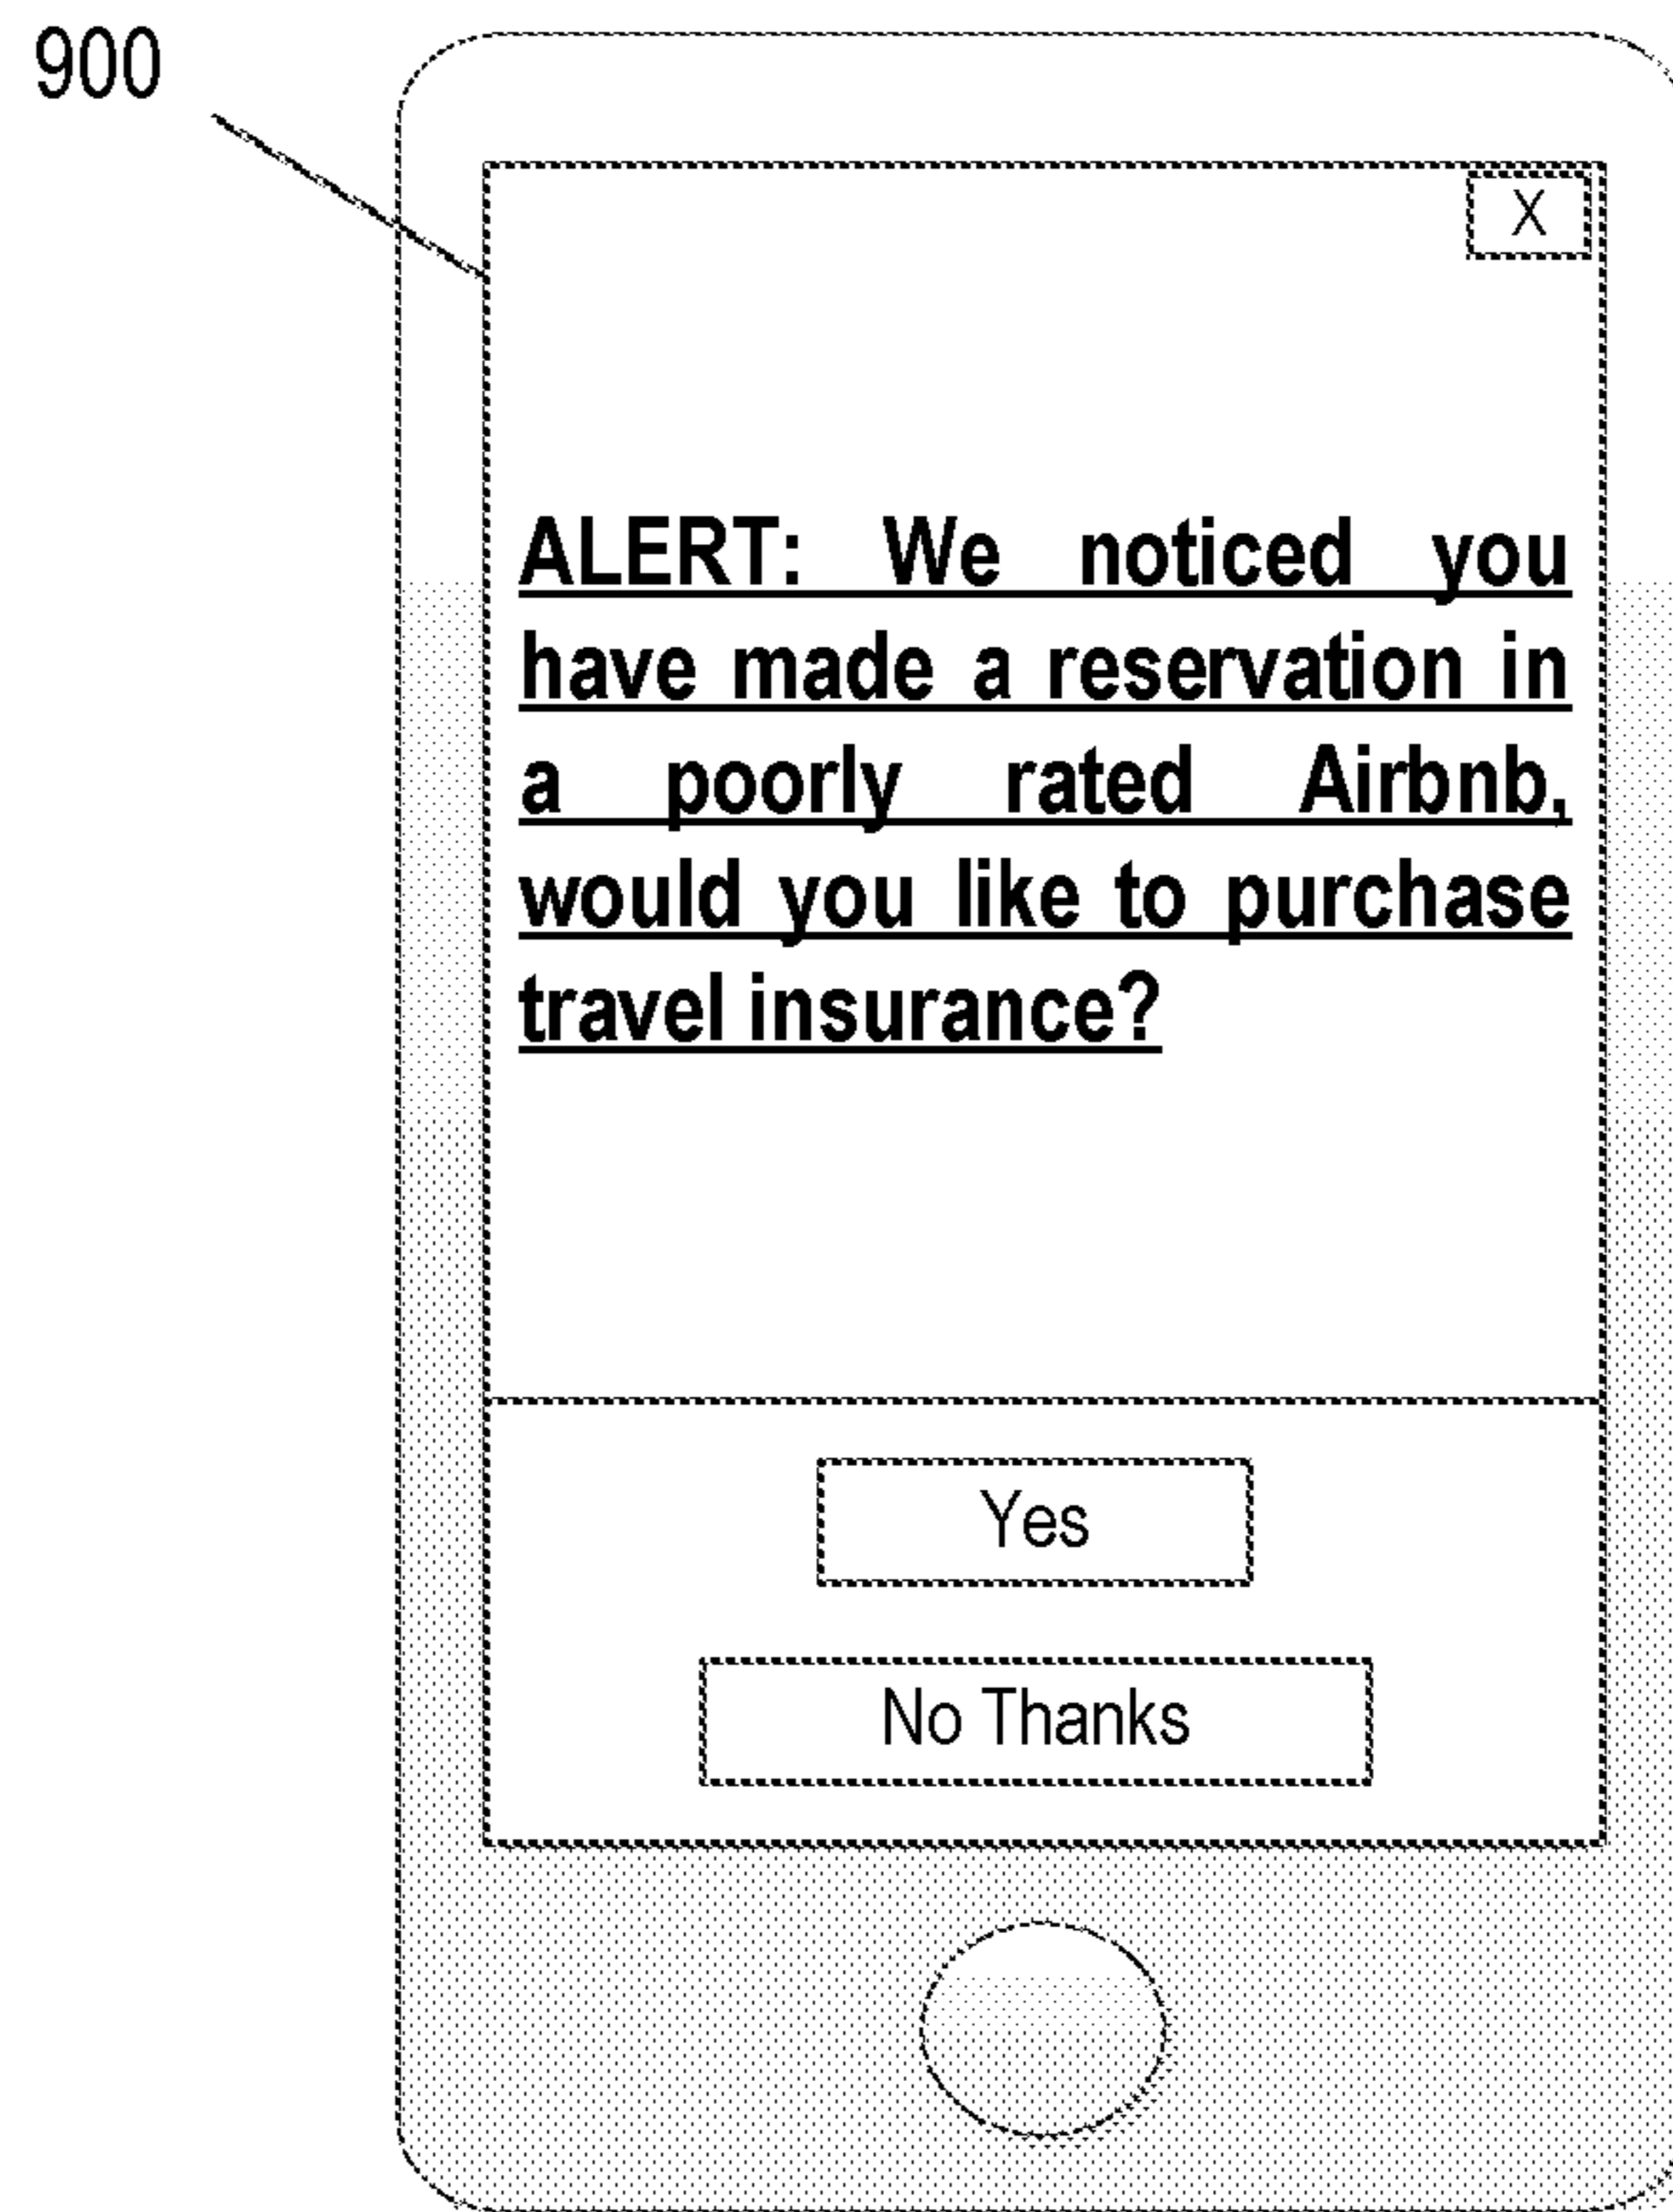 900
X
ALERT: We noticed you
have made a reservation in
a poorly rated Airbnb,
would you like to purchase
travel insurance?
Yes
No Thanks